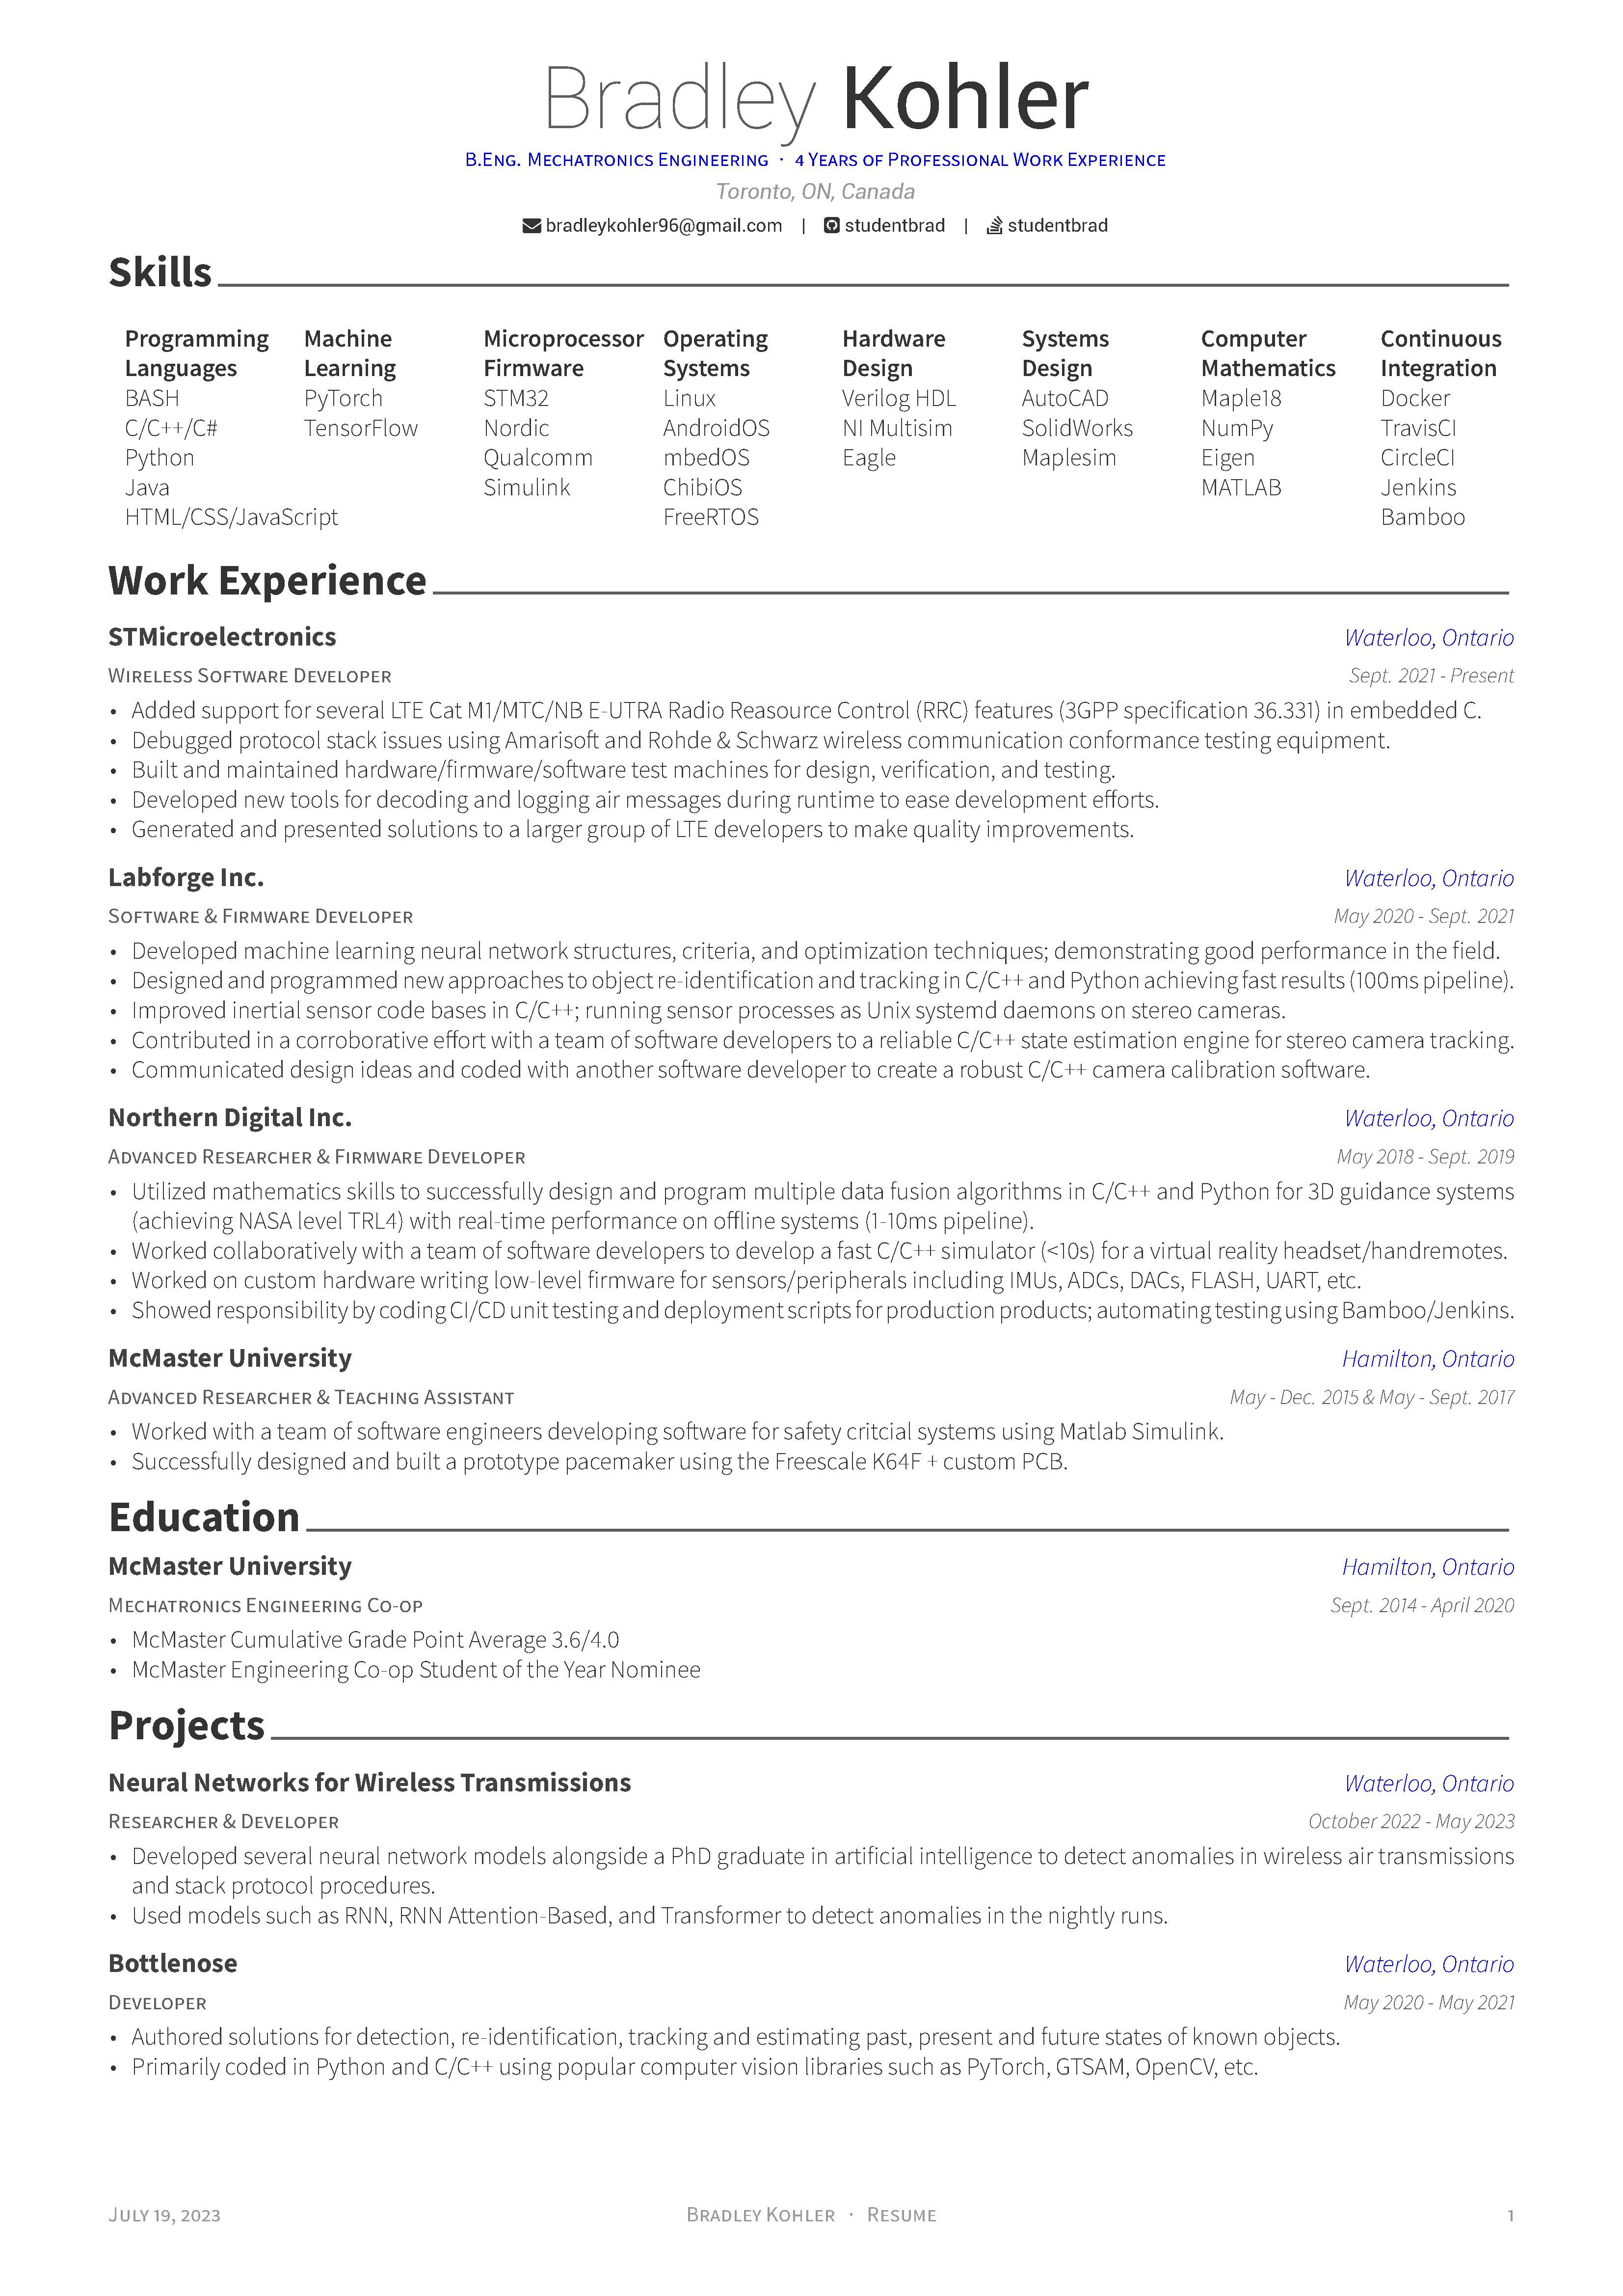 Bradley Kohler
B.Eng. Mechatronics Engineering · 4 Years of Professional Work Experience
Toronto, ON, Canada
bradleykohler96@gmail.com | studentbrad | studentbrad
Skills
Programming Machine Microprocessor Operating Hardware Systems Computer Continuous
Languages Learning Firmware Systems Design Design Mathematics Integration
BASH PyTorch STM32 Linux Verilog HDL AutoCAD Maple18 Docker
C/C++/C# TensorFlow Nordic AndroidOS NI Multisim SolidWorks NumPy TravisCI
Python Qualcomm mbedOS Eagle Maplesim Eigen CircleCI
Java Simulink ChibiOS MATLAB Jenkins
HTML/CSS/JavaScript FreeRTOS Bamboo
Work Experience
STMicroelectronics Waterloo, Ontario
Wireless Software Developer Sept. 2021 - Present
• Added support for several LTE Cat M1/MTC/NB E-UTRA Radio Reasource Control (RRC) features (3GPP specification 36.331) in embedded C.
• Debugged protocol stack issues using Amarisoft and Rohde & Schwarz wireless communication conformance testing equipment.
• Built and maintained hardware/firmware/software test machines for design, verification, and testing.
• Developed new tools for decoding and logging air messages during runtime to ease development efforts.
• Generated and presented solutions to a larger group of LTE developers to make quality improvements.
Labforge Inc. Waterloo, Ontario
Software & Firmware Developer May 2020 - Sept. 2021
• Developed machine learning neural network structures, criteria, and optimization techniques; demonstrating good performance in the field.
• Designed and programmed new approaches to object re-identification and tracking in C/C++ and Python achieving fast results (100ms pipeline).
• Improved inertial sensor code bases in C/C++; running sensor processes as Unix systemd daemons on stereo cameras.
• Contributed in a corroborative effort with a team of software developers to a reliable C/C++ state estimation engine for stereo camera tracking.
• Communicated design ideas and coded with another software developer to create a robust C/C++ camera calibration software.
Northern Digital Inc. Waterloo, Ontario
Advanced Researcher & Firmware Developer May 2018 - Sept. 2019
• Utilized mathematics skills to successfully design and program multiple data fusion algorithms in C/C++ and Python for 3D guidance systems
(achieving NASA level TRL4) with real-time performance on offline systems (1-10ms pipeline).
• Worked collaboratively with a team of software developers to develop a fast C/C++ simulator (<10s) for a virtual reality headset/handremotes.
• Worked on custom hardware writing low-level firmware for sensors/peripherals including IMUs, ADCs, DACs, FLASH, UART, etc.
• Showed responsibility by coding CI/CD unit testing and deployment scripts for production products; automating testing using Bamboo/Jenkins.
McMaster University Hamilton, Ontario
Advanced Researcher & Teaching Assistant May - Dec. 2015 & May - Sept. 2017
• Worked with a team of software engineers developing software for safety critcial systems using Matlab Simulink.
• Successfully designed and built a prototype pacemaker using the Freescale K64F + custom PCB.
Education
McMaster University Hamilton, Ontario
Mechatronics Engineering Co-op Sept. 2014 - April 2020
• McMaster Cumulative Grade Point Average 3.6/4.0
• McMaster Engineering Co-op Student of the Year Nominee
Projects
Neural Networks for Wireless Transmissions Waterloo, Ontario
Researcher & Developer October 2022 - May 2023
• Developed several neural network models alongside a PhD graduate in artificial intelligence to detect anomalies in wireless air transmissions
and stack protocol procedures.
• Used models such as RNN, RNN Attention-Based, and Transformer to detect anomalies in the nightly runs.
Bottlenose Waterloo, Ontario
Developer May 2020 - May 2021
• Authored solutions for detection, re-identification, tracking and estimating past, present and future states of known objects.
• Primarily coded in Python and C/C++ using popular computer vision libraries such as PyTorch, GTSAM, OpenCV, etc.
July 19, 2023 Bradley Kohler · Resume 1